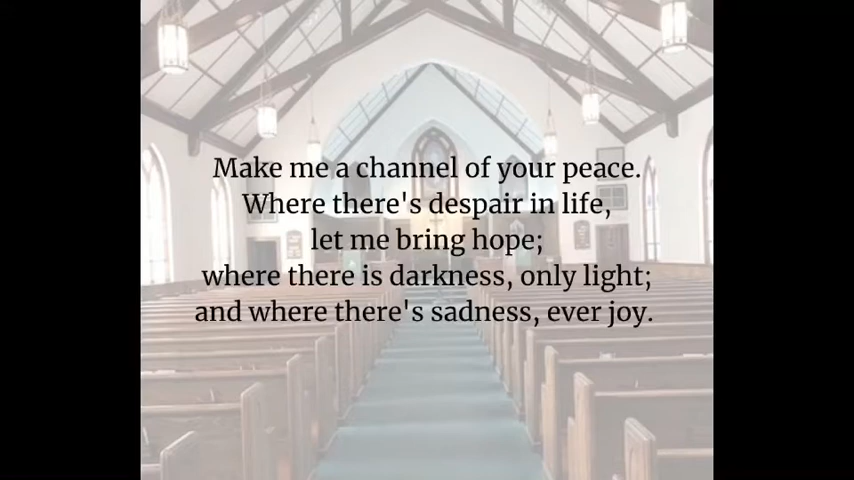 Make me a channel of your peace.
Where there's despair in life,
let me bring hope;
where there is darkness, only light;
and where there's sadness, ever joy.